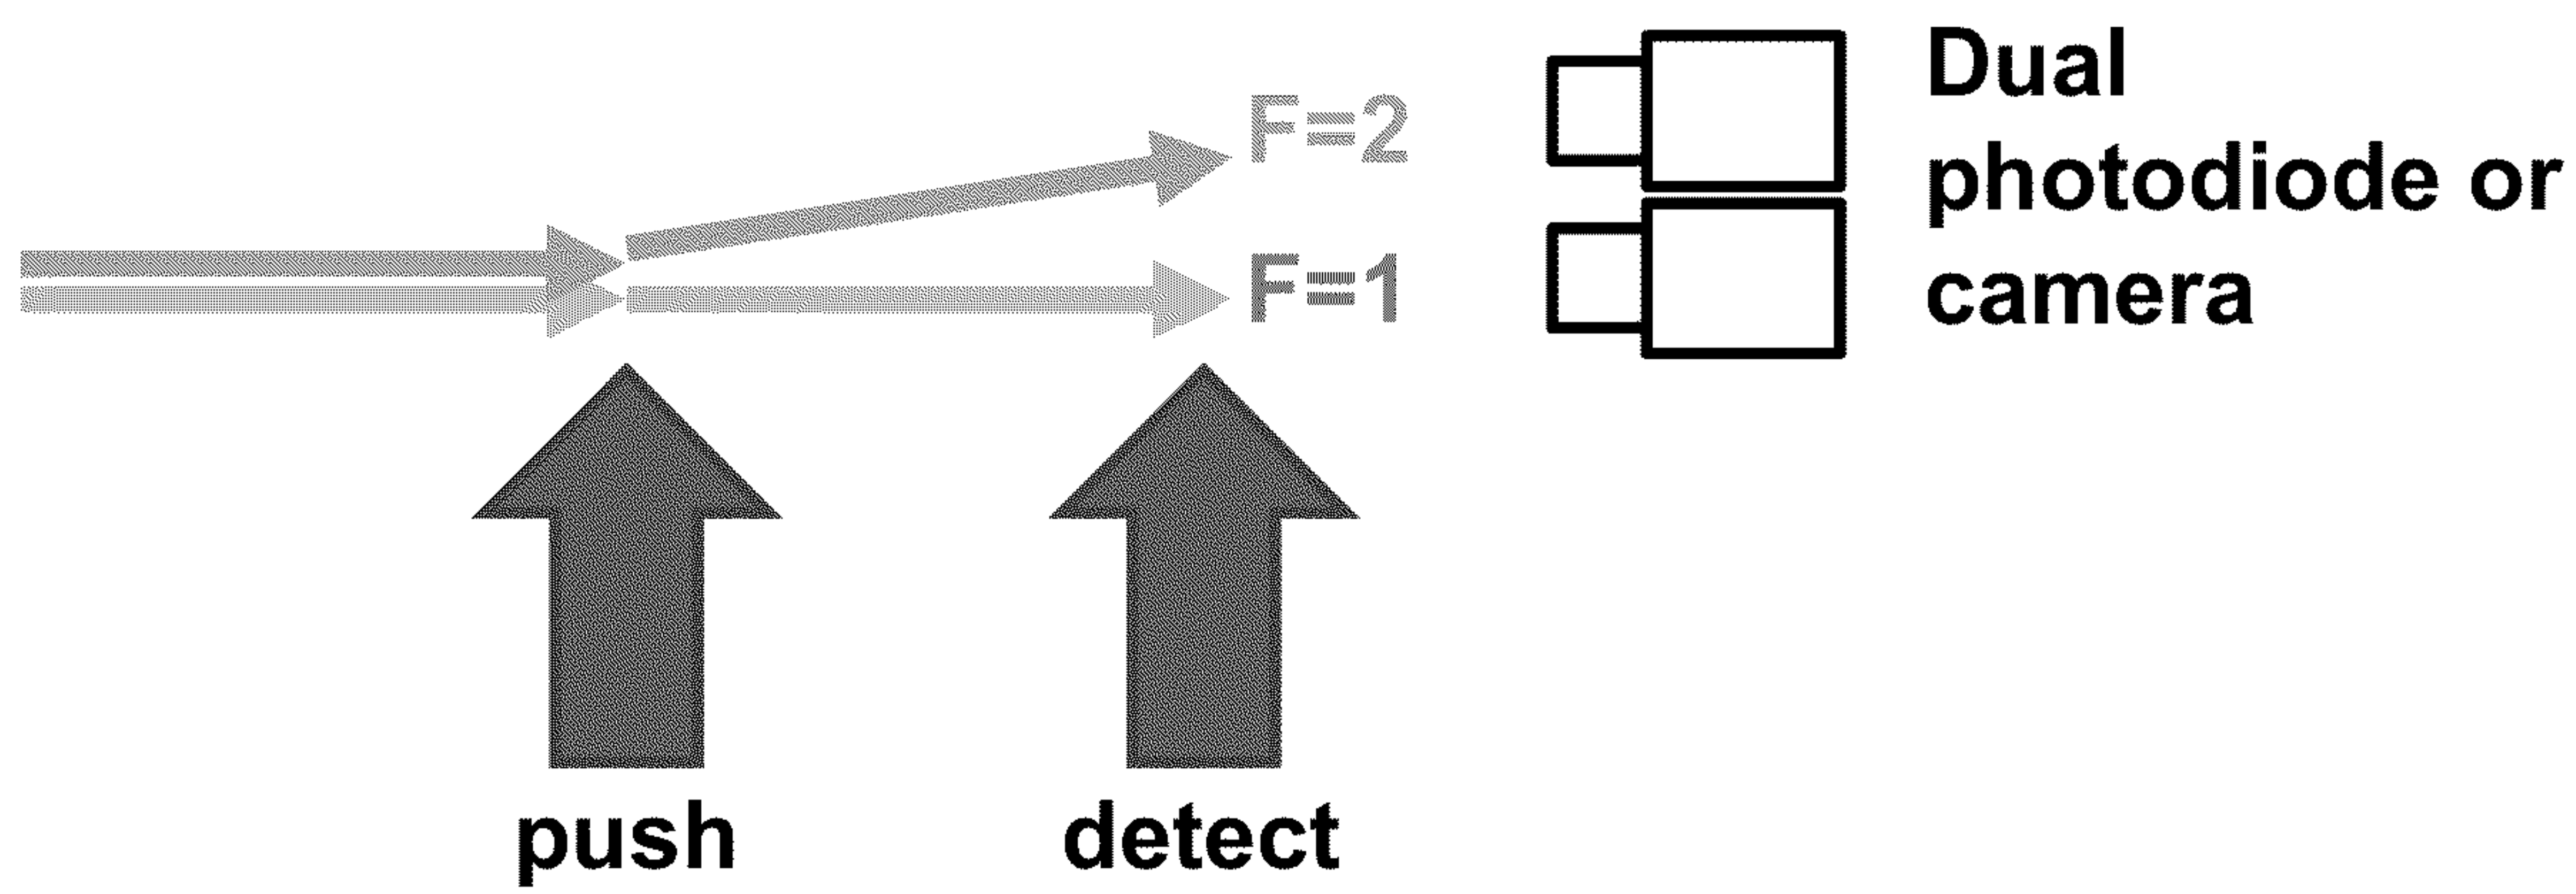 F=2
F=1
Dual
photodiode or
camera
push
detect